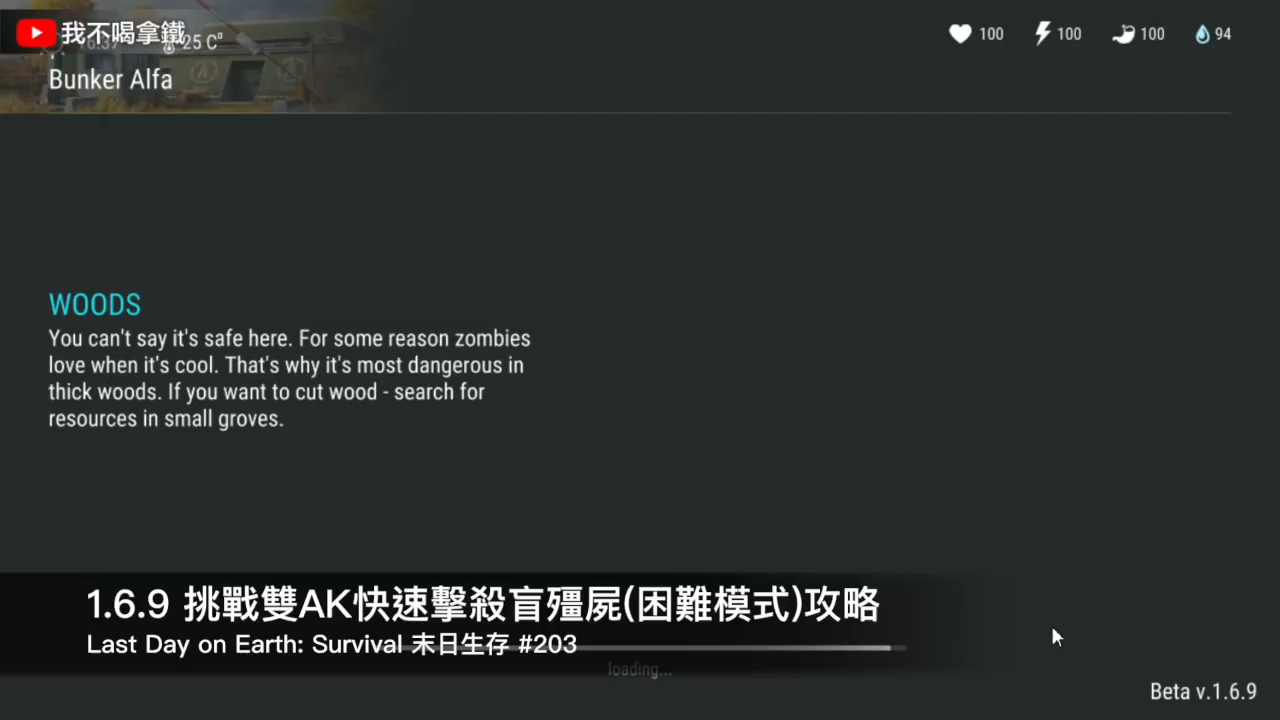 我不喝拿鐵
25 C°
Bunker Alfa
100
100
100
94
WOODS
You can't say it's safe here. For some reason zombies
love when it's cool. That's why it's most dangerous in
thick woods. If you want to cut wood - search for
resources in small groves.
1.6.9 挑戰雙AK快速擊殺盲殭屍(困難模式)攻略
Last Day on Earth: Survival 末日生存 #203
loading...
Beta v.1.6.9